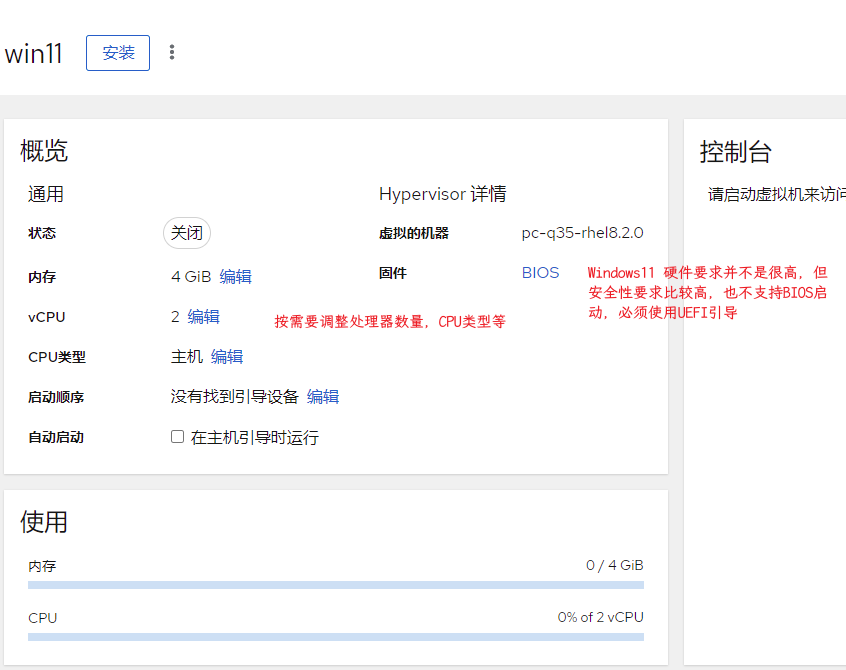 win11 安装
概览
控制台
通用
Hypervisor 详情
请启动虚拟机来访
状态 关闭
虚拟的机器 pc-q35-rhel8.2.0
内存 4 GiB 编辑
固件 BIOS
Windows11 硬件要求并不是很高，但
安全性要求比较高，也不支持BIOS启
动，必须使用UEFI引导
vCPU 2 编辑
按需要调整处理器数量，CPU类型等
CPU类型 主机 编辑
启动顺序 没有找到引导设备 编辑
自动启动 在主机引导时运行
使用
内存 0 / 4 GiB
CPU 0% of 2 vCPU